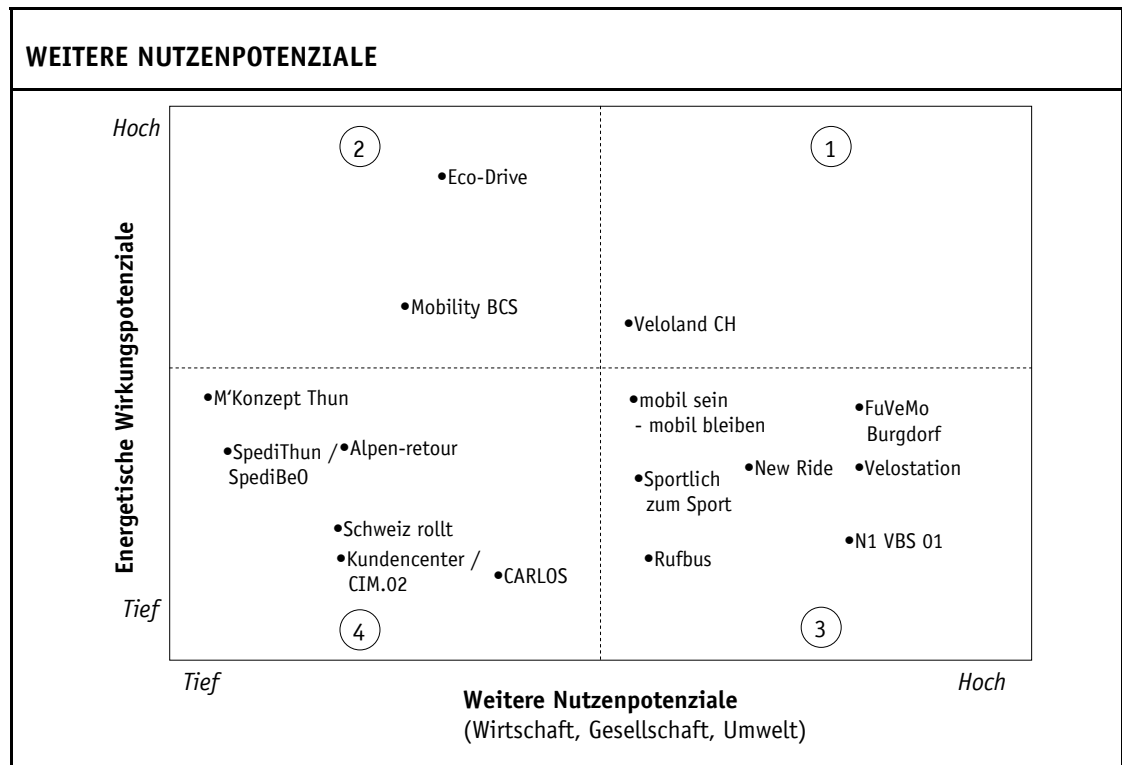 WEITERE NUTZENPOTENZIALE
Hoch
2
1
•Eco-Drive
Energetische Wirkungspotenziale
•Mobility BCS
•Veloland CH
•M‘Konzept Thun
•mobil sein
- mobil bleiben
•FuVeMo
Burgdorf
•SpediThun /
SpediBeO
•Alpen-retour
•New Ride
•Velostation
•Sportlich
zum Sport
•Schweiz rollt
•N1 VBS 01
•Kundencenter /
CIM.02
•CARLOS
•Rufbus
Tief
4
3
Tief
Hoch
Weitere Nutzenpotenziale
(Wirtschaft, Gesellschaft, Umwelt)